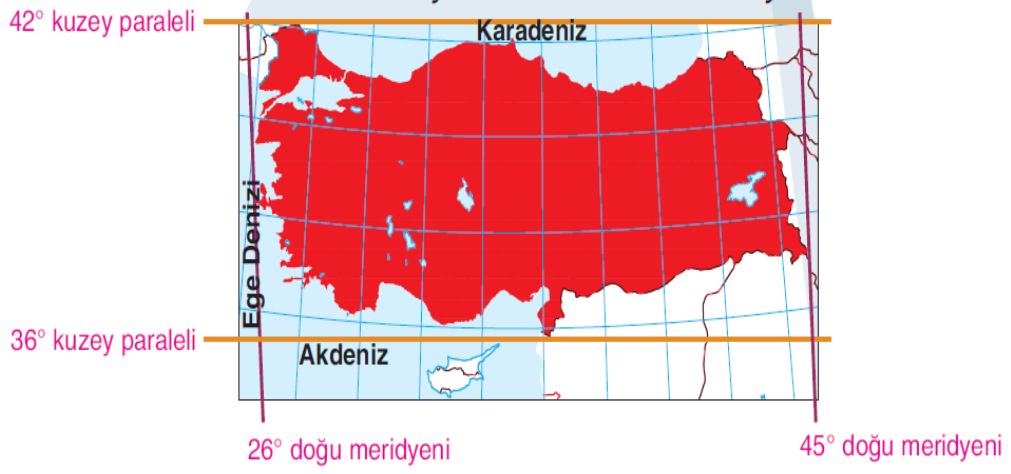 42° kuzey paraleli
Karadeniz
Ege Denizi
36° kuzey paraleli
Akdeniz
26° doğu meridyeni
45° doğu meridyeni